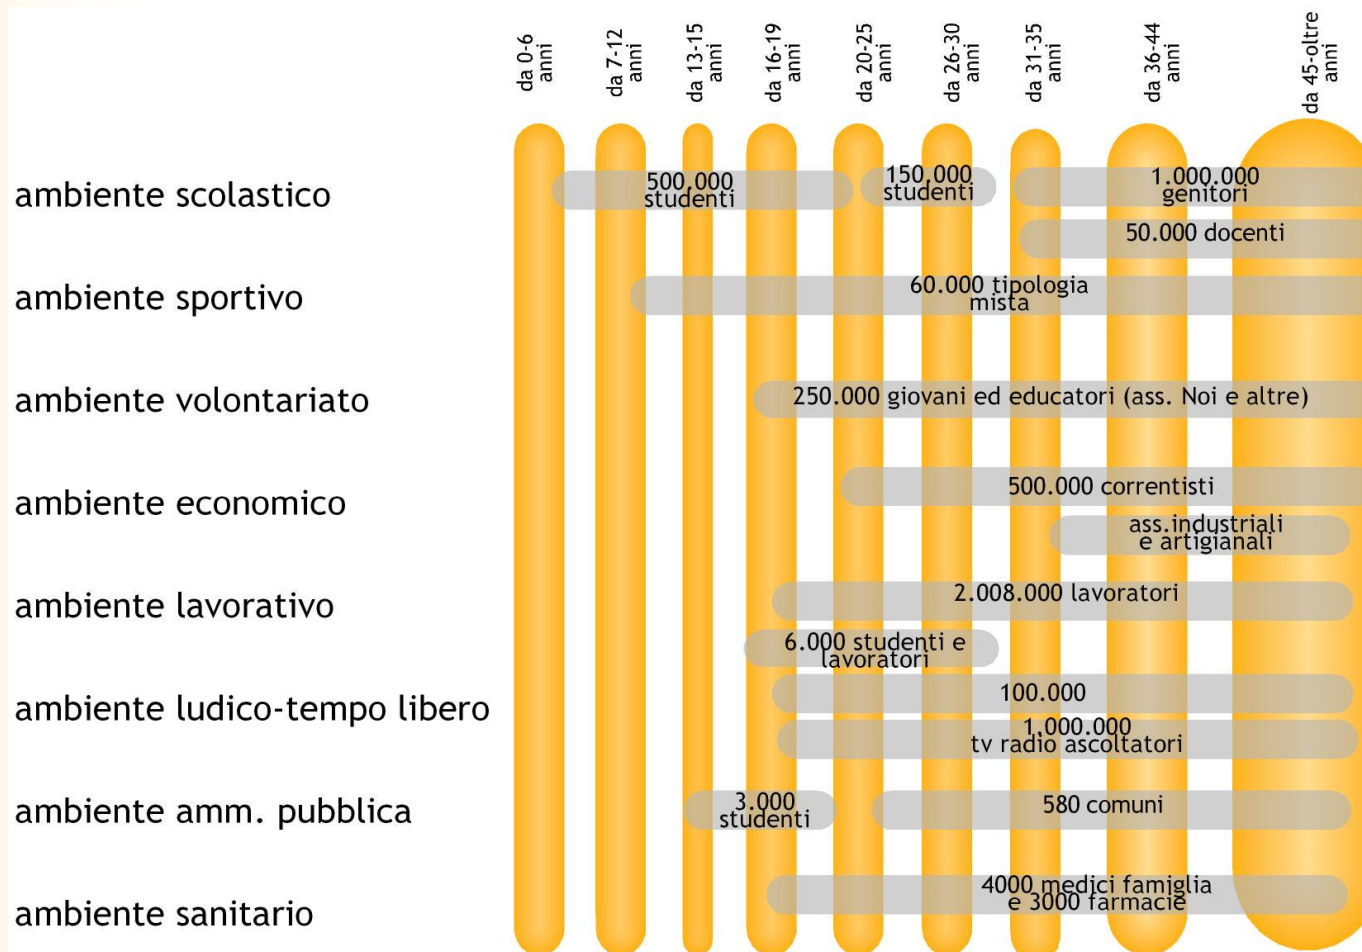 da 0-6
anni
da 7-12
anni
da 13-15
anni
da 16-19
anni
da 20-25
anni
da 26-30
anni
da 31-35
anni
da 36-44
anni
da 45-oltre
anni
ambiente scolastico
500.000
studenti
150.000
studenti
1.000.000
genitori
50.000 docenti
ambiente sportivo
60.000 tipologia
mista
ambiente volontariato
250.000 giovani ed educatori (ass. Noi e altre)
ambiente economico
500.000 correntisti
ass.industriali
e artigianali
ambiente lavorativo
2.008.000 lavoratori
6.000 studenti e
lavoratori
ambiente ludico-tempo libero
100.000
1.000.000
tv radio ascoltatori
ambiente amm. pubblica
3.000
studenti
580 comuni
ambiente sanitario
4000 medici famiglia
e 3000 farmacie